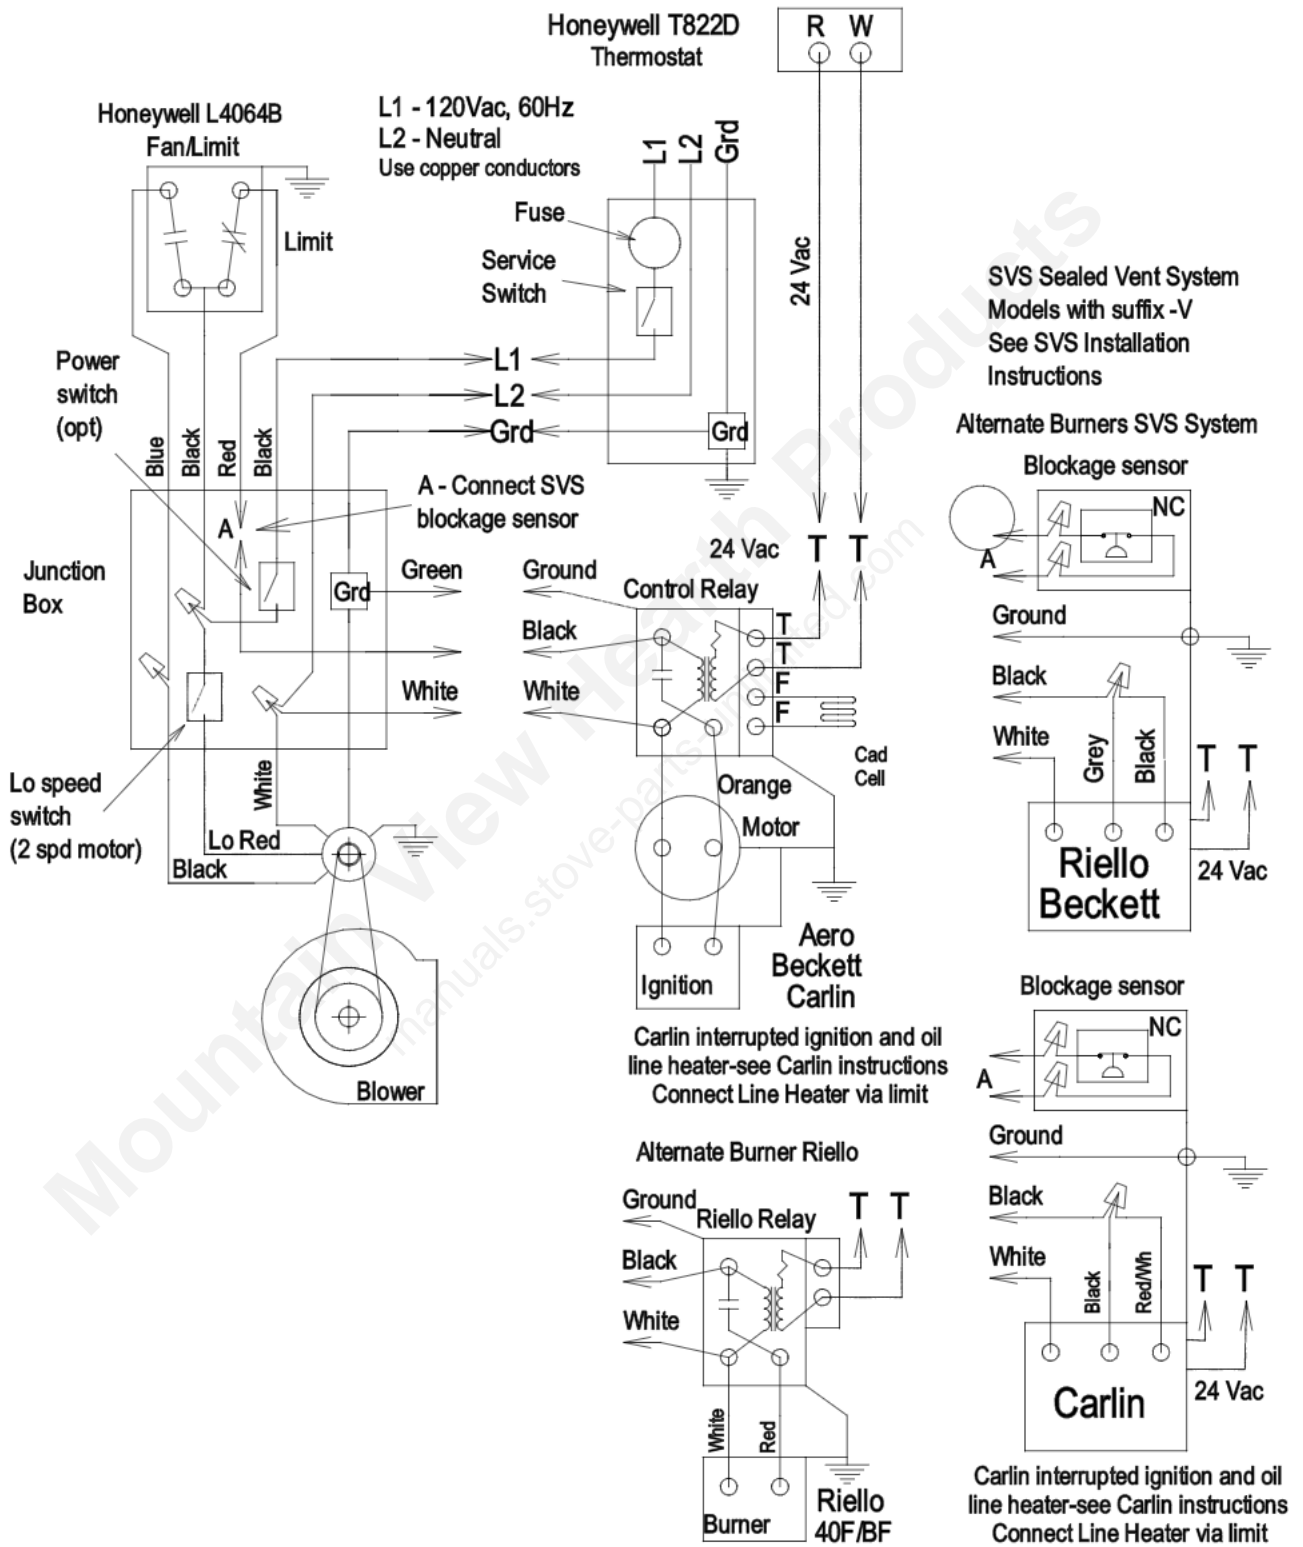 Honeywell T822D
Thermostat
R W
Honeywell L4064B
Fan/Limit
L1 - 120Vac, 60Hz
L2 - Neutral
Use copper conductors
L1
L2
Grd
Limit
Fuse
Service
Switch
24 Vac
SVS Sealed Vent System
Models with suffix -V
See SVS Installation
Instructions
Power
switch
(opt)
L1
L2
Grd
Grd
Blue
Black
Red
Black
Alternate Burners SVS System
Blockage sensor
NC
A
A - Connect SVS
blockage sensor
A
24 Vac T T
Junction
Box
Grd
Green
Ground
Control Relay
Black
White
White
T
T
F
F
Cad
Cell
Ground
Black
White
Grey
Black
T T
24 Vac
Riello
Beckett
Lo speed
switch
(2 spd motor)
White
Lo Red
Black
Orange
Motor
Ignition
Aero
Beckett
Carlin
Blower
Carlin interrupted ignition and oil
line heater-see Carlin instructions
Connect Line Heater via limit
Blockage sensor
NC
A
Ground
Black
White
Black
Red/Wh
T T
24 Vac
Carlin
Carlin interrupted ignition and oil
line heater-see Carlin instructions
Connect Line Heater via limit
Alternate Burner Riello
Ground
Riello Relay
T T
Black
White
White
Red
Burner
Riello
40F/BF
Mountain View Hearth Products
manuals.stove-parts-unlimited.com